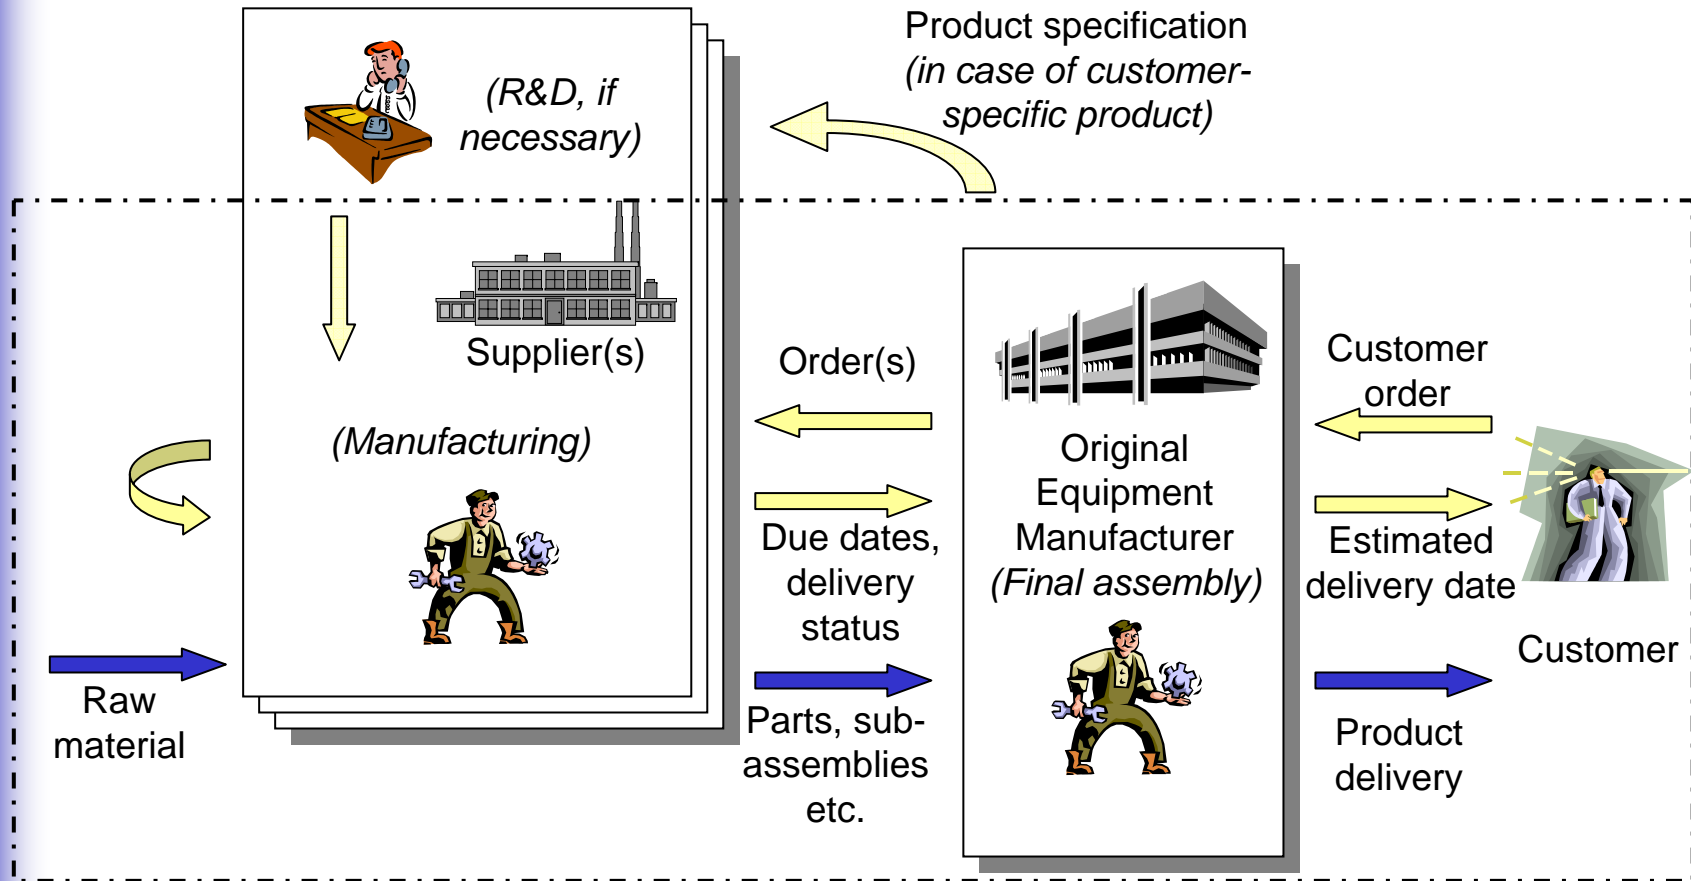 Product specification
(in case of customer-
specific product)
(R&D, if
necessary)
Supplier(s)
(Manufacturing)
Raw
material
Order(s)
Due dates,
delivery
status
Parts, sub-
assemblies
etc.
Original
Equipment
Manufacturer
(Final assembly)
Customer
order
Estimated
delivery date
Customer
Product
delivery